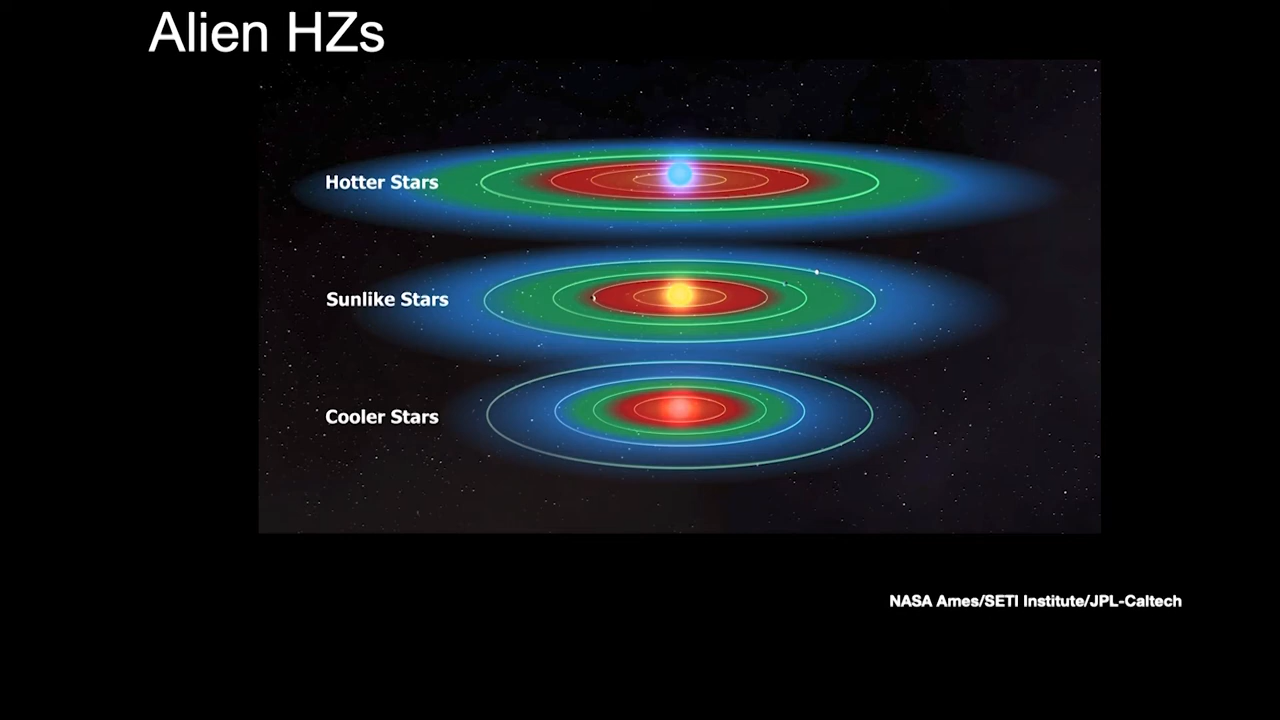 Alien HZs
Hotter Stars
Sunlike Stars
Cooler Stars
NASA Ames/SETI Institute/JPL-Caltech